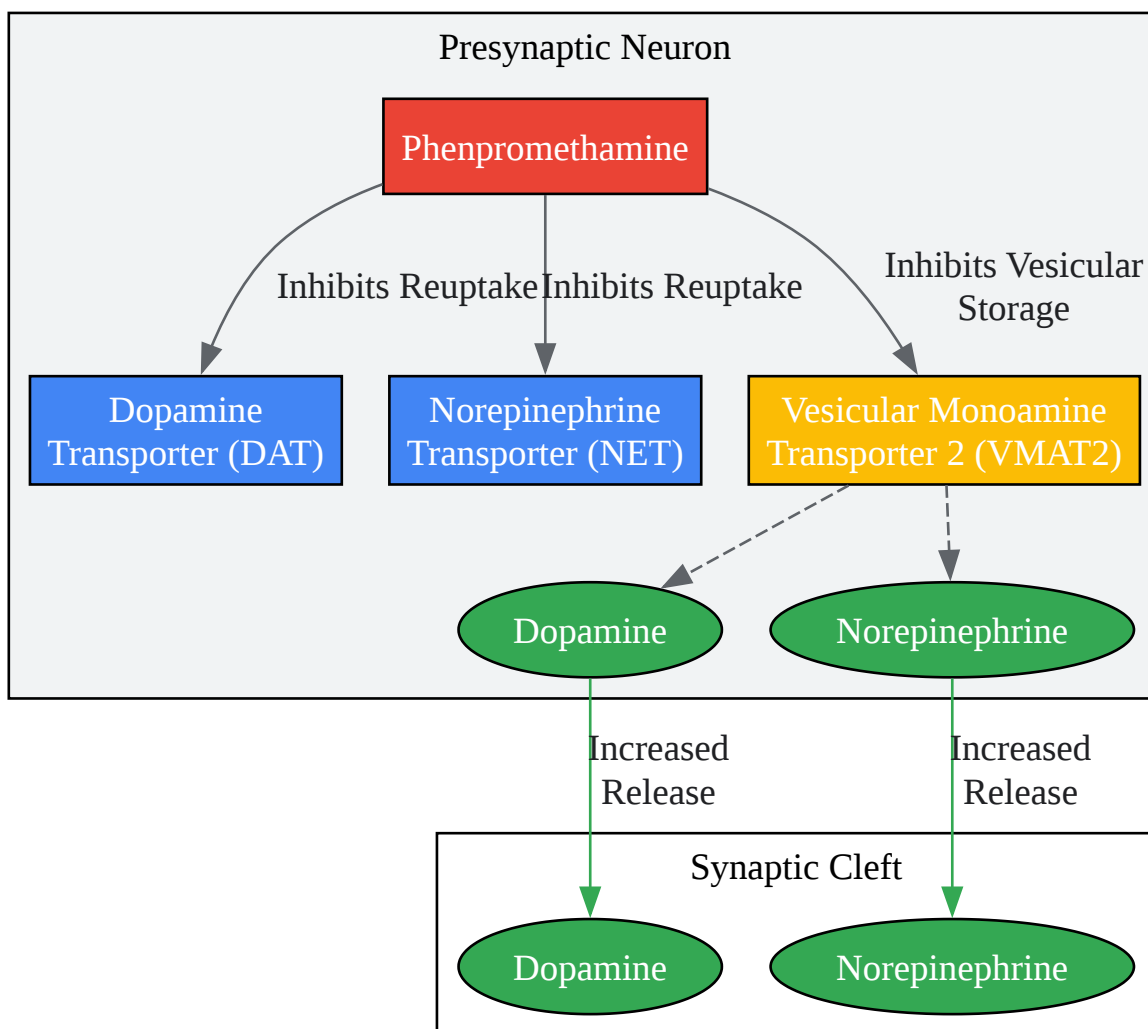 Presynaptic Neuron
Phenpromethamine
Inhibits Reuptake
Inhibits Reuptake
Inhibits Vesicular
Storage
Dopamine
Transporter (DAT)
Norepinephrine
Transporter (NET)
Vesicular Monoamine
Transporter 2 (VMAT2)
Dopamine
Norepinephrine
Increased
Release
Increased
Release
Synaptic Cleft
Dopamine
Norepinephrine